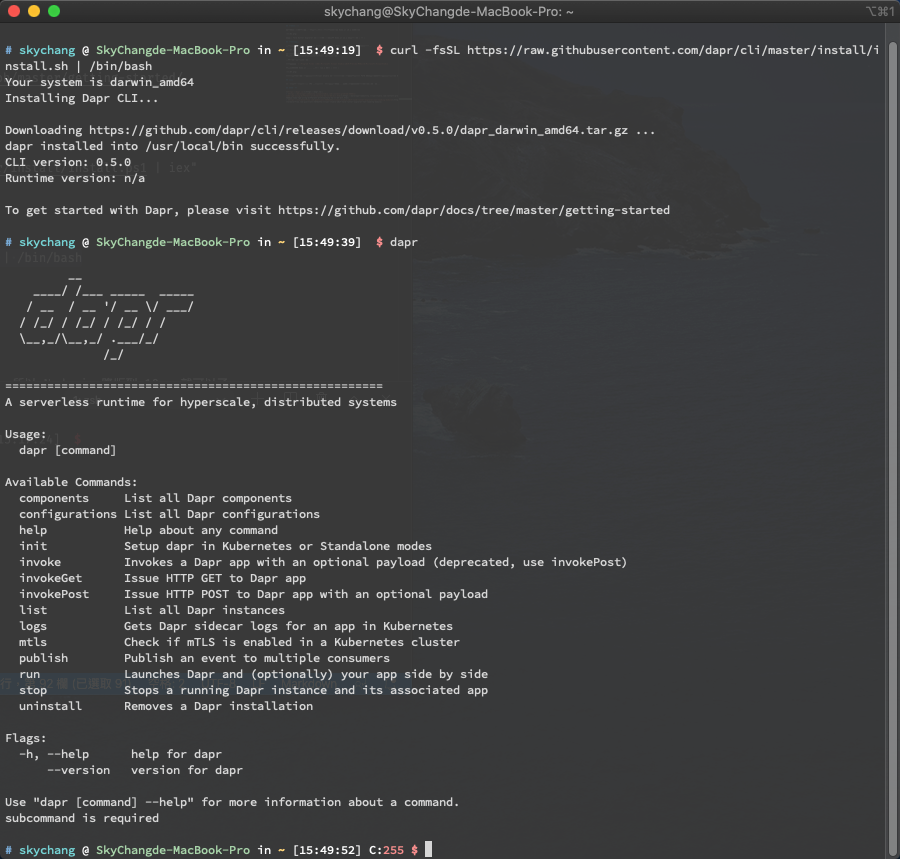 skychang@SkyChangde-MacBook-Pro: ~ ⌥⌘1
# skychang @ SkyChangde-MacBook-Pro in ~ [15:49:19]  $ curl -fsSL https://raw.githubusercontent.com/dapr/cli/master/install/i
nstall.sh | /bin/bash
Your system is darwin_amd64
Installing Dapr CLI...
Downloading https://github.com/dapr/cli/releases/download/v0.5.0/dapr_darwin_amd64.tar.gz ...
dapr installed into /usr/local/bin successfully.
CLI version: 0.5.0
Runtime version: n/a
To get started with Dapr, please visit https://github.com/dapr/docs/tree/master/getting-started
# skychang @ SkyChangde-MacBook-Pro in ~ [15:49:39]  $ dapr
         __
    ____/ /___ _____  _____
   / __  / __ '/ __ \/ ___/
  / /_/ / /_/ / /_/ / /
  \__,_/\__,_/ .___/_/
              /_/
======================================================
A serverless runtime for hyperscale, distributed systems
Usage:
  dapr [command]
Available Commands:
  components     List all Dapr components
  configurations List all Dapr configurations
  help           Help about any command
  init           Setup dapr in Kubernetes or Standalone modes
  invoke         Invokes a Dapr app with an optional payload (deprecated, use invokePost)
  invokeGet      Issue HTTP GET to Dapr app
  invokePost     Issue HTTP POST to Dapr app with an optional payload
  list           List all Dapr instances
  logs           Gets Dapr sidecar logs for an app in Kubernetes
  mtls           Check if mTLS is enabled in a Kubernetes cluster
  publish        Publish an event to multiple consumers
  run            Launches Dapr and (optionally) your app side by side
  stop           Stops a running Dapr instance and its associated app
  uninstall      Removes a Dapr installation
Flags:
  -h, --help      help for dapr
      --version   version for dapr
Use "dapr [command] --help" for more information about a command.
subcommand is required
# skychang @ SkyChangde-MacBook-Pro in ~ [15:49:52] C:255 $